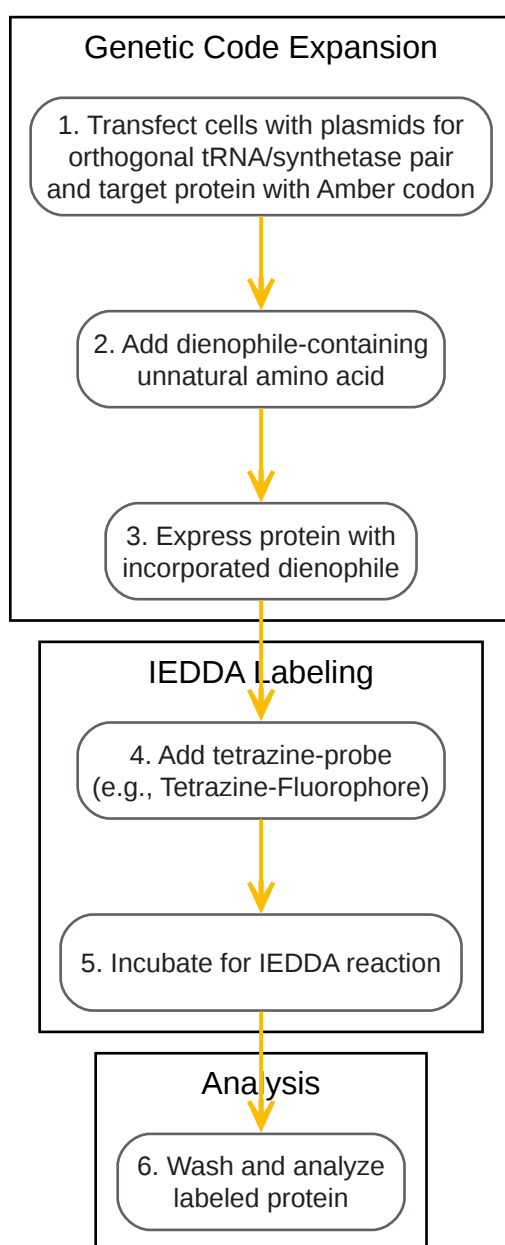 Genetic Code Expansion
1. Transfect cells with plasmids for
orthogonal tRNA/synthetase pair
and target protein with Amber codon
2. Add dienophile-containing
unnatural amino acid
3. Express protein with
incorporated dienophile
IEDDA Labeling
4. Add tetrazine-probe
(e.g., Tetrazine-Fluorophore)
5. Incubate for IEDDA reaction
Analysis
6. Wash and analyze
labeled protein